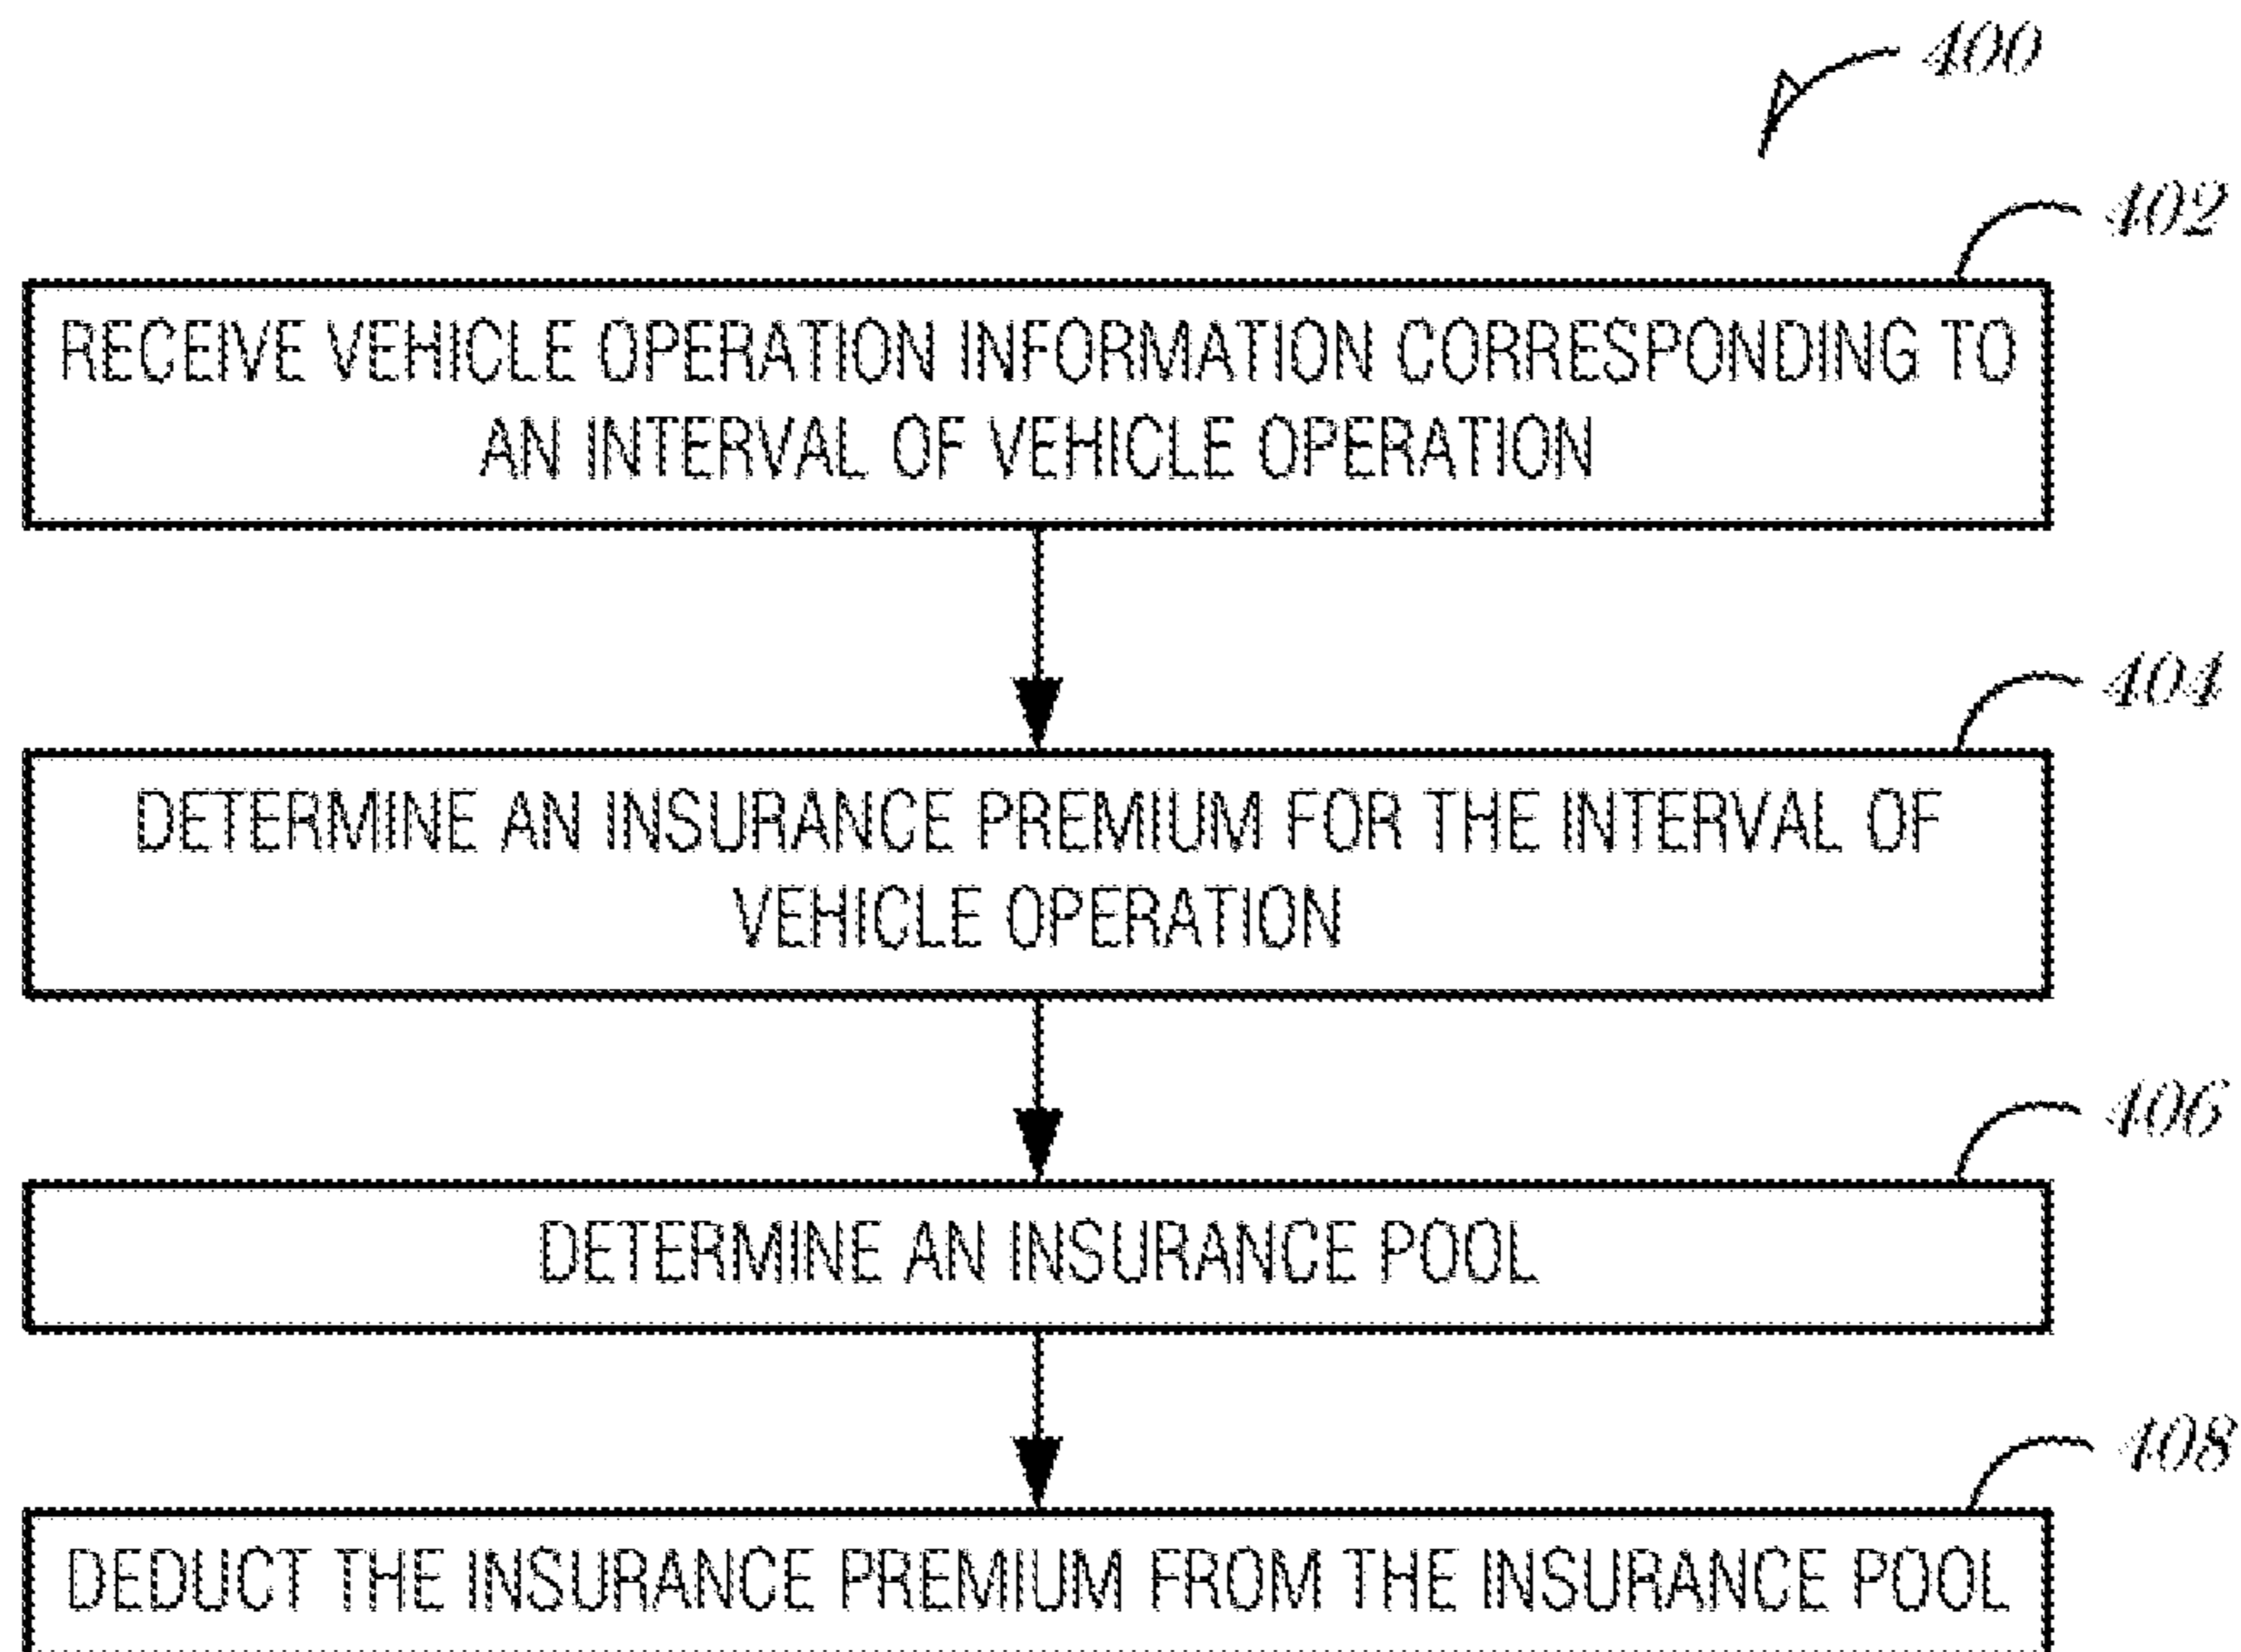 400
402
RECEIVE VEHICLE OPERATION INFORMATION CORRESPONDING TO
AN INTERVAL OF VEHICLE OPERATION
404
DETERMINE AN INSURANCE PREMIUM FOR THE INTERVAL OF
VEHICLE OPERATION
406
DETERMINE AN INSURANCE POOL
408
DEDUCT THE INSURANCE PREMIUM FROM THE INSURANCE POOL